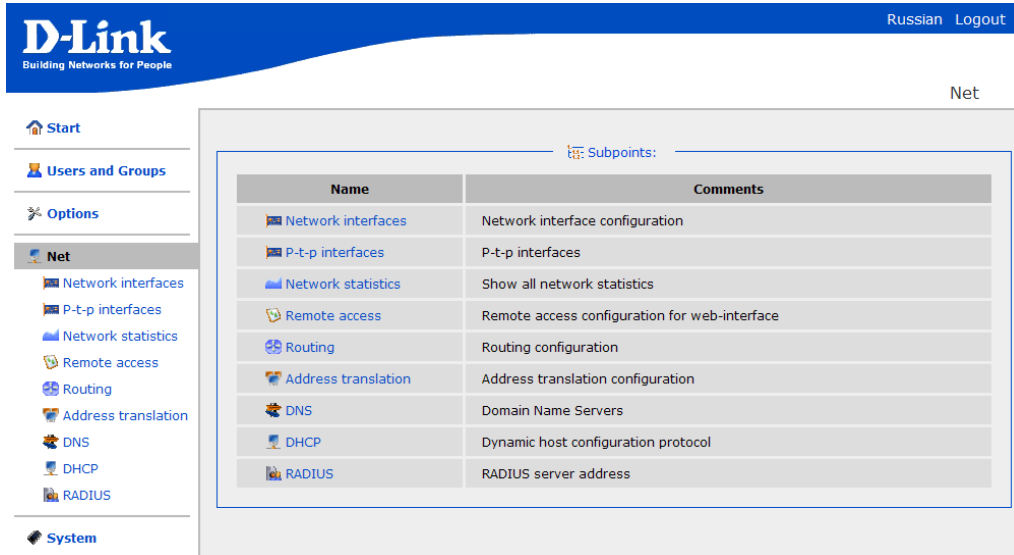 Russian Logout
D-Link
Building Networks for People
Net
Start
Users and Groups
Options
Net
Network interfaces
P-t-p interfaces
Network statistics
Remote access
Routing
Address translation
DNS
DHCP
RADIUS
System
Subpoints:
Name Comments
Network interfaces Network interface configuration
P-t-p interfaces P-t-p interfaces
Network statistics Show all network statistics
Remote access Remote access configuration for web-interface
Routing Routing configuration
Address translation Address translation configuration
DNS Domain Name Servers
DHCP Dynamic host configuration protocol
RADIUS RADIUS server address